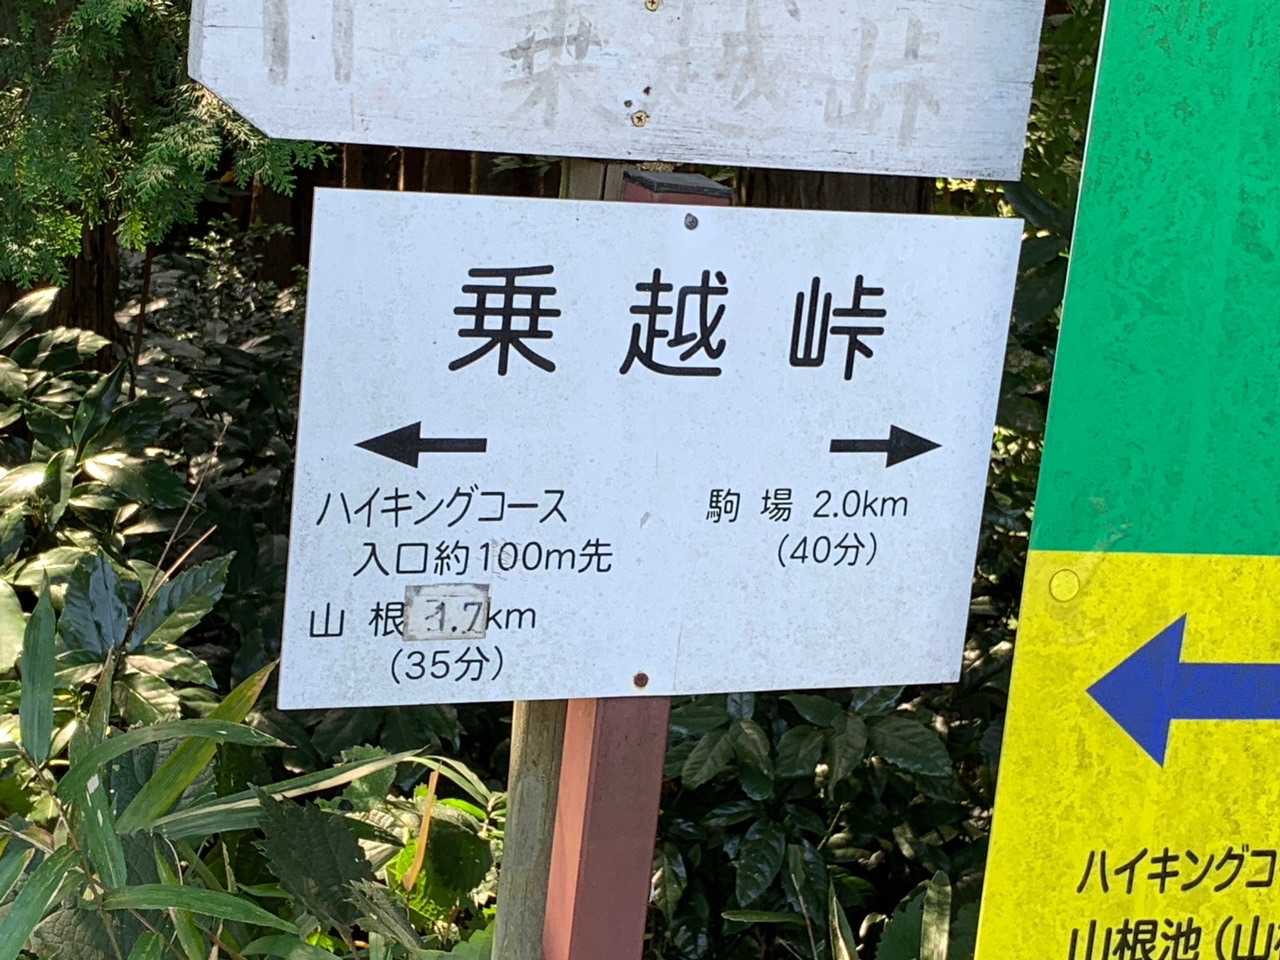 乗越峠
乗越峠
ハイキングコース
入口約100m先
山根 1.7km
(35分)
駒場 2.0km
(40分)
ハイキングコ
山根池(山